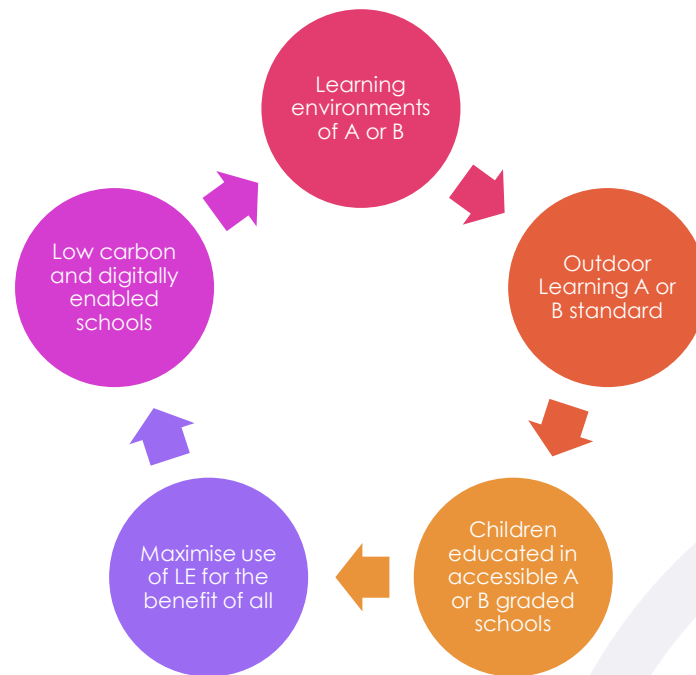 Learning
environments
of A or B
Outdoor
Learning A or
B standard
Children
educated in
accessible A
or B graded
schools
Maximise use
of LE for the
benefit of all
Low carbon
and digitally
enabled
schools